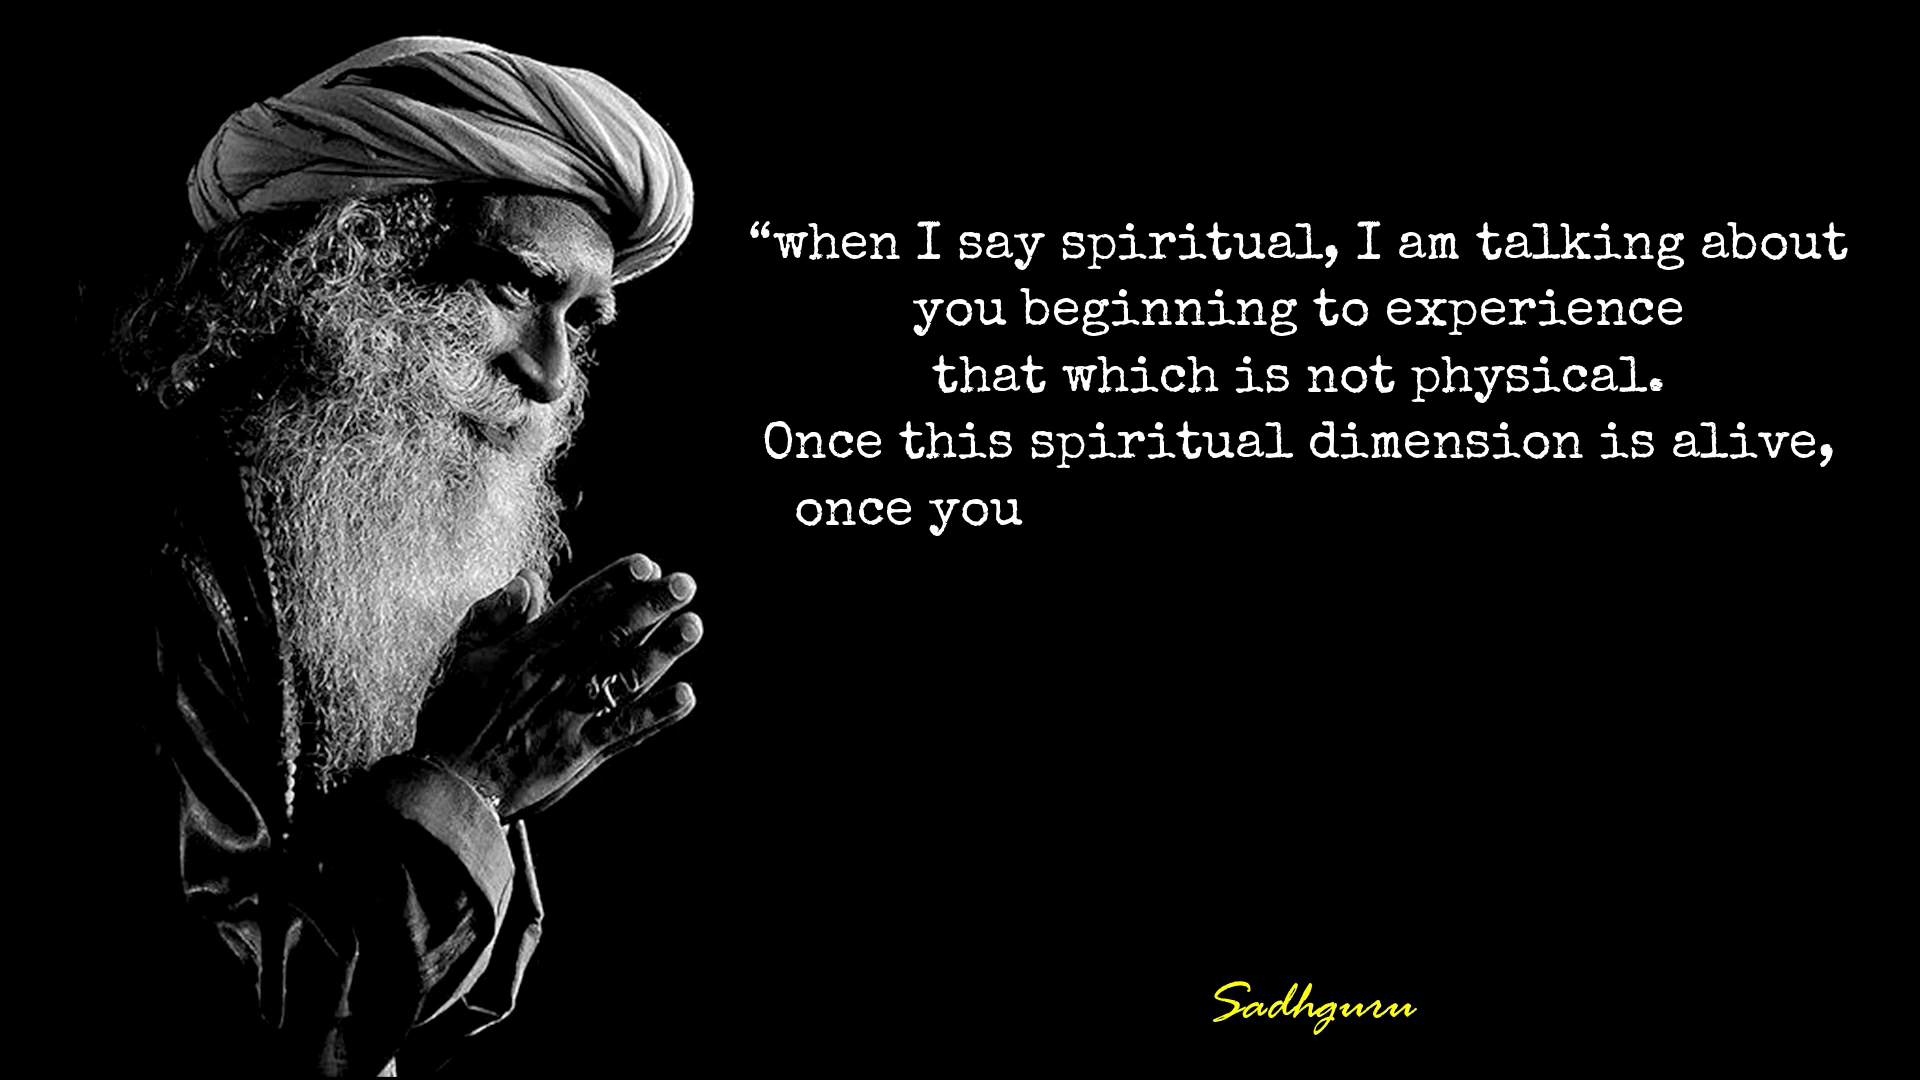 “when I say spiritual, I am talking about
you beginning to experience
that which is not physical.
Once this spiritual dimension is alive,
once you
Sadhguru